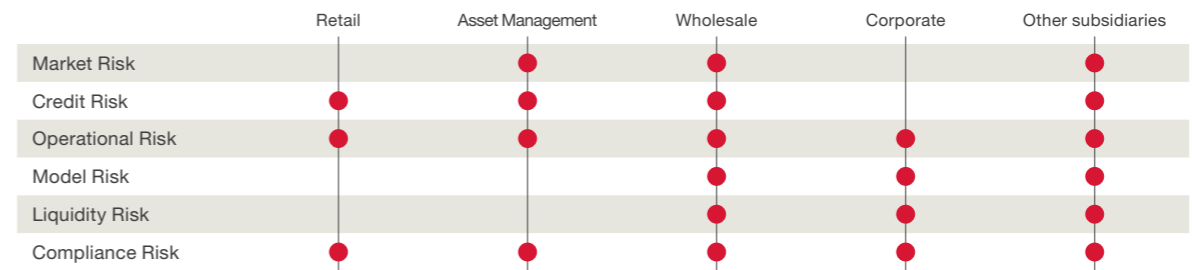 Retail Asset Management Wholesale Corporate Other subsidiaries
Market Risk
Credit Risk
Operational Risk
Model Risk
Liquidity Risk
Compliance Risk